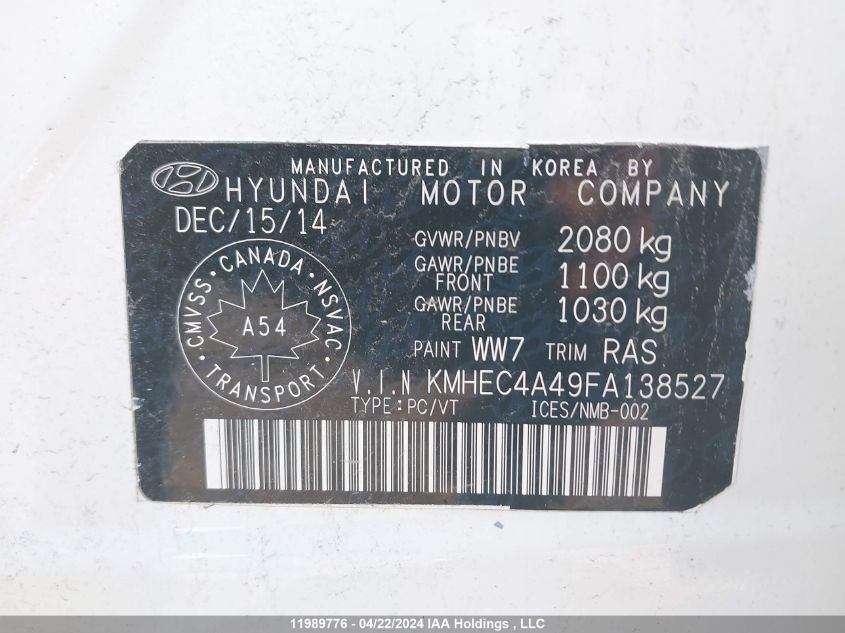 MANUFACTURED IN KOREA BY
HYUNDAI MOTOR COMPANY
DEC/15/14
GVWR/PNBV 2080 kg
GAWR/PNBE FRONT 1100 kg
GAWR/PNBE REAR 1030 kg
CMVSS • CANADA • NSVAC • TRANSPORT •
A54
PAINT WW7 TRIM RAS
V.I.N KMHEC4A49FA138527
TYPE:PC/VT ICES/NMB-002
11989776 - 04/22/2024 IAA Holdings , LLC